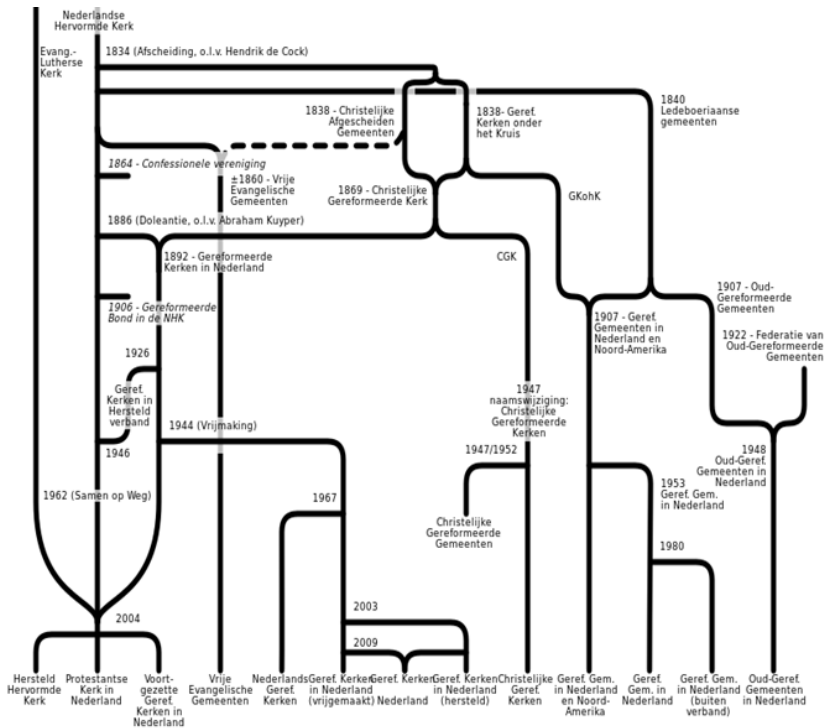 Nederlandse
Hervormde Kerk
Evang.-
Lutherse
Kerk
1834 (Afscheiding, o.l.v. Hendrik de Cock)
1838 - Christelijke
Afgescheiden
Gemeenten
1838- Geref.
Kerken onder
het Kruis
1840
Ledeboeriaanse
gemeenten
1864 - Confessionele vereniging
±1860 - Vrije
Evangelische
Gemeenten
1869 - Christelijke
Gereformeerde Kerk
GKohK
1886 (Doleantie, o.l.v. Abraham Kuyper)
1892 - Gereformeerde
Kerken in Nederland
CGK
1906 - Gereformeerde
Bond in de NHK
1907 - Geref.
Gemeenten in
Nederland en
Noord-Amerika
1907 - Oud-
Gereformeerde
Gemeenten
1922 - Federatie van
Oud-Gereformeerde
Gemeenten
1926
Geref.
Kerken in
Hersteld
verband
1946
1944 (Vrijmaking)
1947
naamswijziging:
Christelijke
Gereformeerde
Kerken
1947/1952
Christelijke
Gereformeerde
Gemeenten
1948
Oud-Geref.
Gemeenten in
Nederland
1953
Geref. Gem.
in Nederland
1962 (Samen op Weg)
1967
1980
2003
2004
2009
Hersteld
Hervormde
Kerk
Protestantse
Kerk in
Nederland
Voort-
gezette
Geref.
Kerken in
Nederland
Vrije
Evangelische
Gemeenten
Nederlands
Geref.
Kerken
Geref. Kerken
in Nederland
(vrijgemaakt)
Geref. Kerken
Nederland
Geref. Kerken
in Nederland
(hersteld)
Christelijke
Geref.
Kerken
Geref. Gem.
in Nederland
en Noord-
Amerika
Geref.
Gem. in
Nederland
Geref. Gem.
in Nederland
(buiten
verband)
Oud-Geref.
Gemeenten
in Nederland